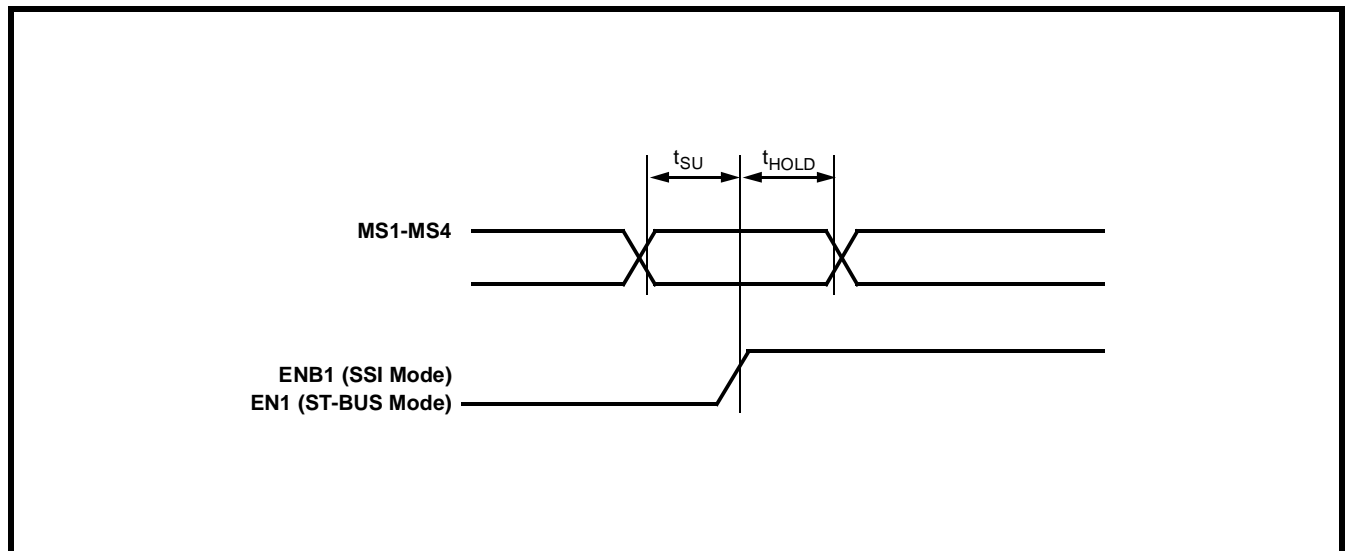 tSU
tHOLD
MS1-MS4
ENB1 (SSI Mode)
EN1 (ST-BUS Mode)